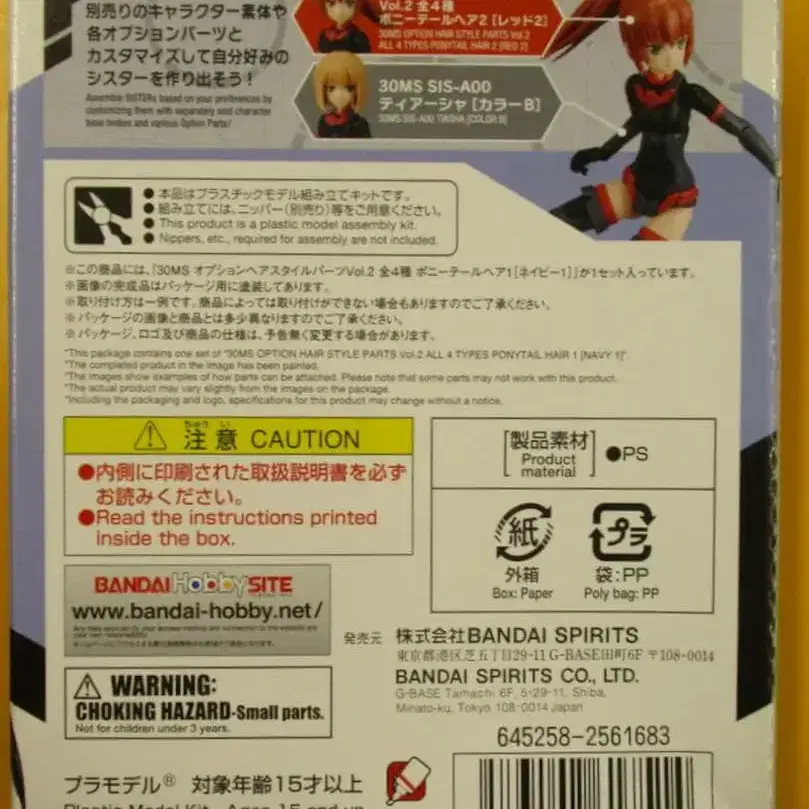 別売りのキャラクター素体や
各オプションパーツと
カスタマイズして自分好みの
シスターを作り出そう!
Assemble SISTERs based on your preferences by
customizing them with separately sold character
base bodies and various Option Parts!
Vol.2 全4種
ポニーテールヘア2[レッド2]
30MS OPTION HAIR STYLE PARTS Vol.2
ALL 4 TYPES PONYTAIL HAIR 2 [RED 2]
30MS SIS-A00
ティアーシャ[カラーB]
30MS SIS-A00 TIASHA [COLOR B]
●本品はプラスチックモデル組み立てキットです。
●組み立てには、ニッパー(別売り)等をご用意ください。
●This product is a plastic model assembly kit.
●Nippers, etc., required for assembly are not included.
※この商品には、「30MS オプションヘアスタイルパーツVol.2 全4種 ポニーテールヘア1[ネイビー1]」が1セット入っています。
※画像の完成品はパッケージ用に塗装してあります。
※取り付け方は一例です。商品によっては取り付けができない場合もありますのでご了承ください。
※パッケージの画像と商品とは多少異なりますのでご了承ください。
※パッケージ、ロゴ及び商品の仕様は、予告無く変更する場合があります。
*This package contains one set of "30MS OPTION HAIR STYLE PARTS Vol.2 ALL 4 TYPES PONYTAIL HAIR 1 [NAVY 1]"
*The completed product in the image has been painted.
*The images show examples of how parts can be attached. Please note that some parts may not work with this product.
*The actual product may vary slightly from the images on the package.
*Including the packaging and logo, specifications for this product may change without a notice.
ちゅう い
注意 CAUTION
●内側に印刷された取扱説明書を必ず
お読みください。
●Read the instructions printed
inside the box.
[製品素材]
Product
material
●PS
紙
プラ
外箱
Box: Paper
袋:PP
Poly bag: PP
BANDAI HobbySITE
www.bandai-hobby.net/
発売元 株式会社BANDAI SPIRITS
東京都港区芝五丁目29-11 G-BASE田町6F 〒108-0014
BANDAI SPIRITS CO., LTD.
G-BASE Tamachi 6F, 5-29-11, Shiba,
Minato-ku, Tokyo 108-0014 Japan
WARNING:
CHOKING HAZARD-Small parts.
Not for children under 3 years.
645258-2561683
プラモデル® 対象年齢15才以上
Plastic Model Kit Ages 15 and up